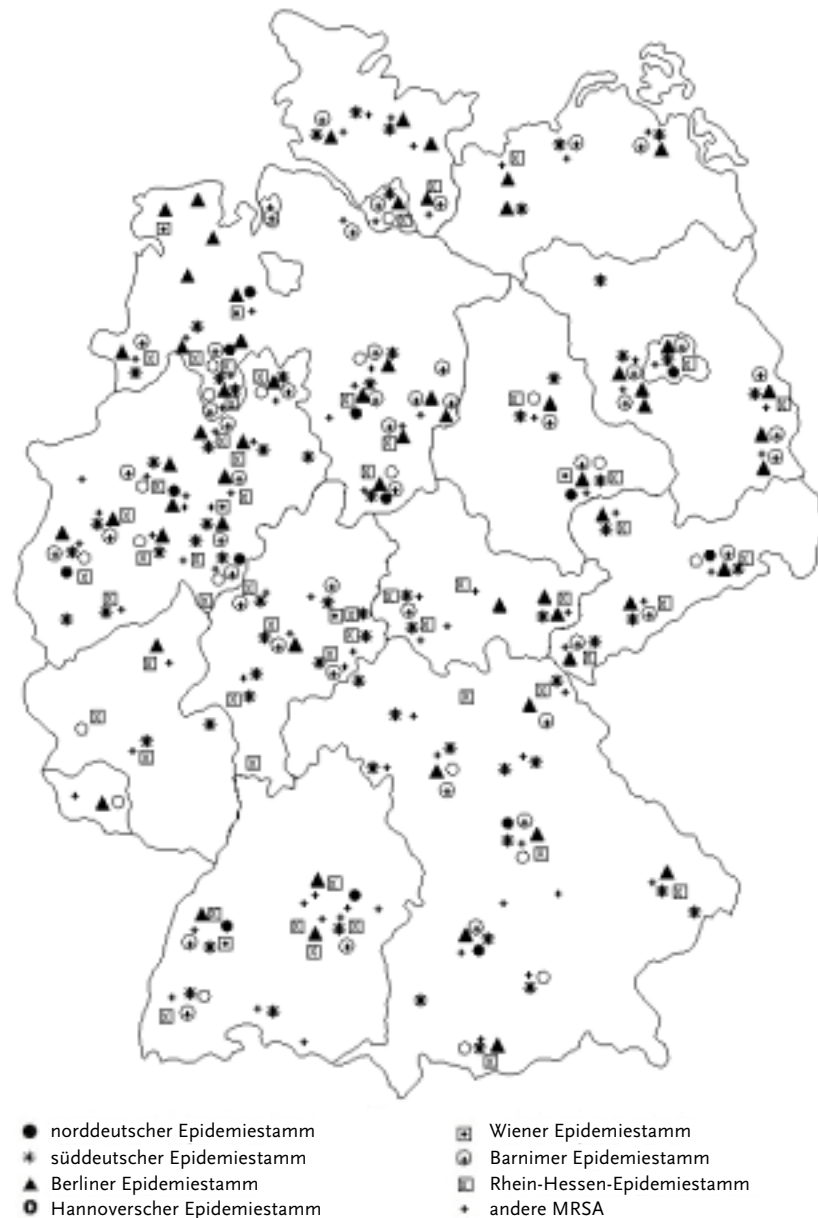 norddeutscher Epidemiestamm
süddeutscher Epidemiestamm
Berliner Epidemiestamm
Hannoverscher Epidemiestamm
Wiener Epidemiestamm
Barnimer Epidemiestamm
Rhein-Hessen-Epidemiestamm
andere MRSA